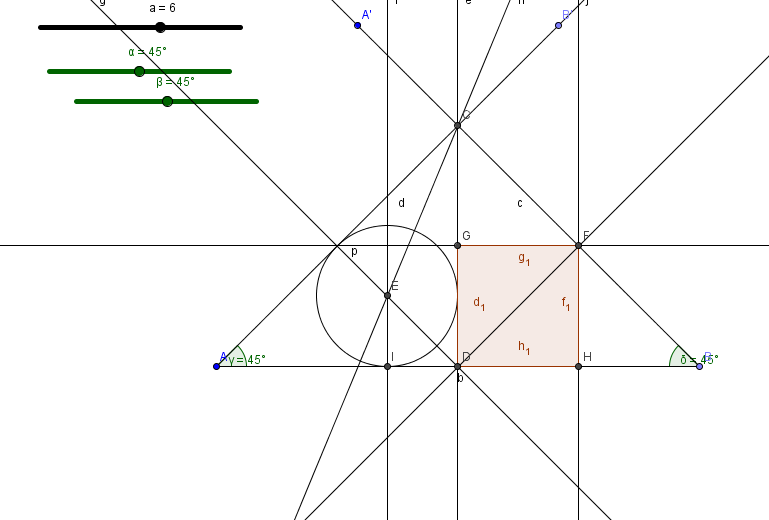 g
a = 6
f
e
h
j
A'
B'
α = 45°
β = 45°
C
d
c
G
F
p
g₁
E
d₁
f₁
h₁
A
γ = 45°
I
D
H
δ = 45°
B
b